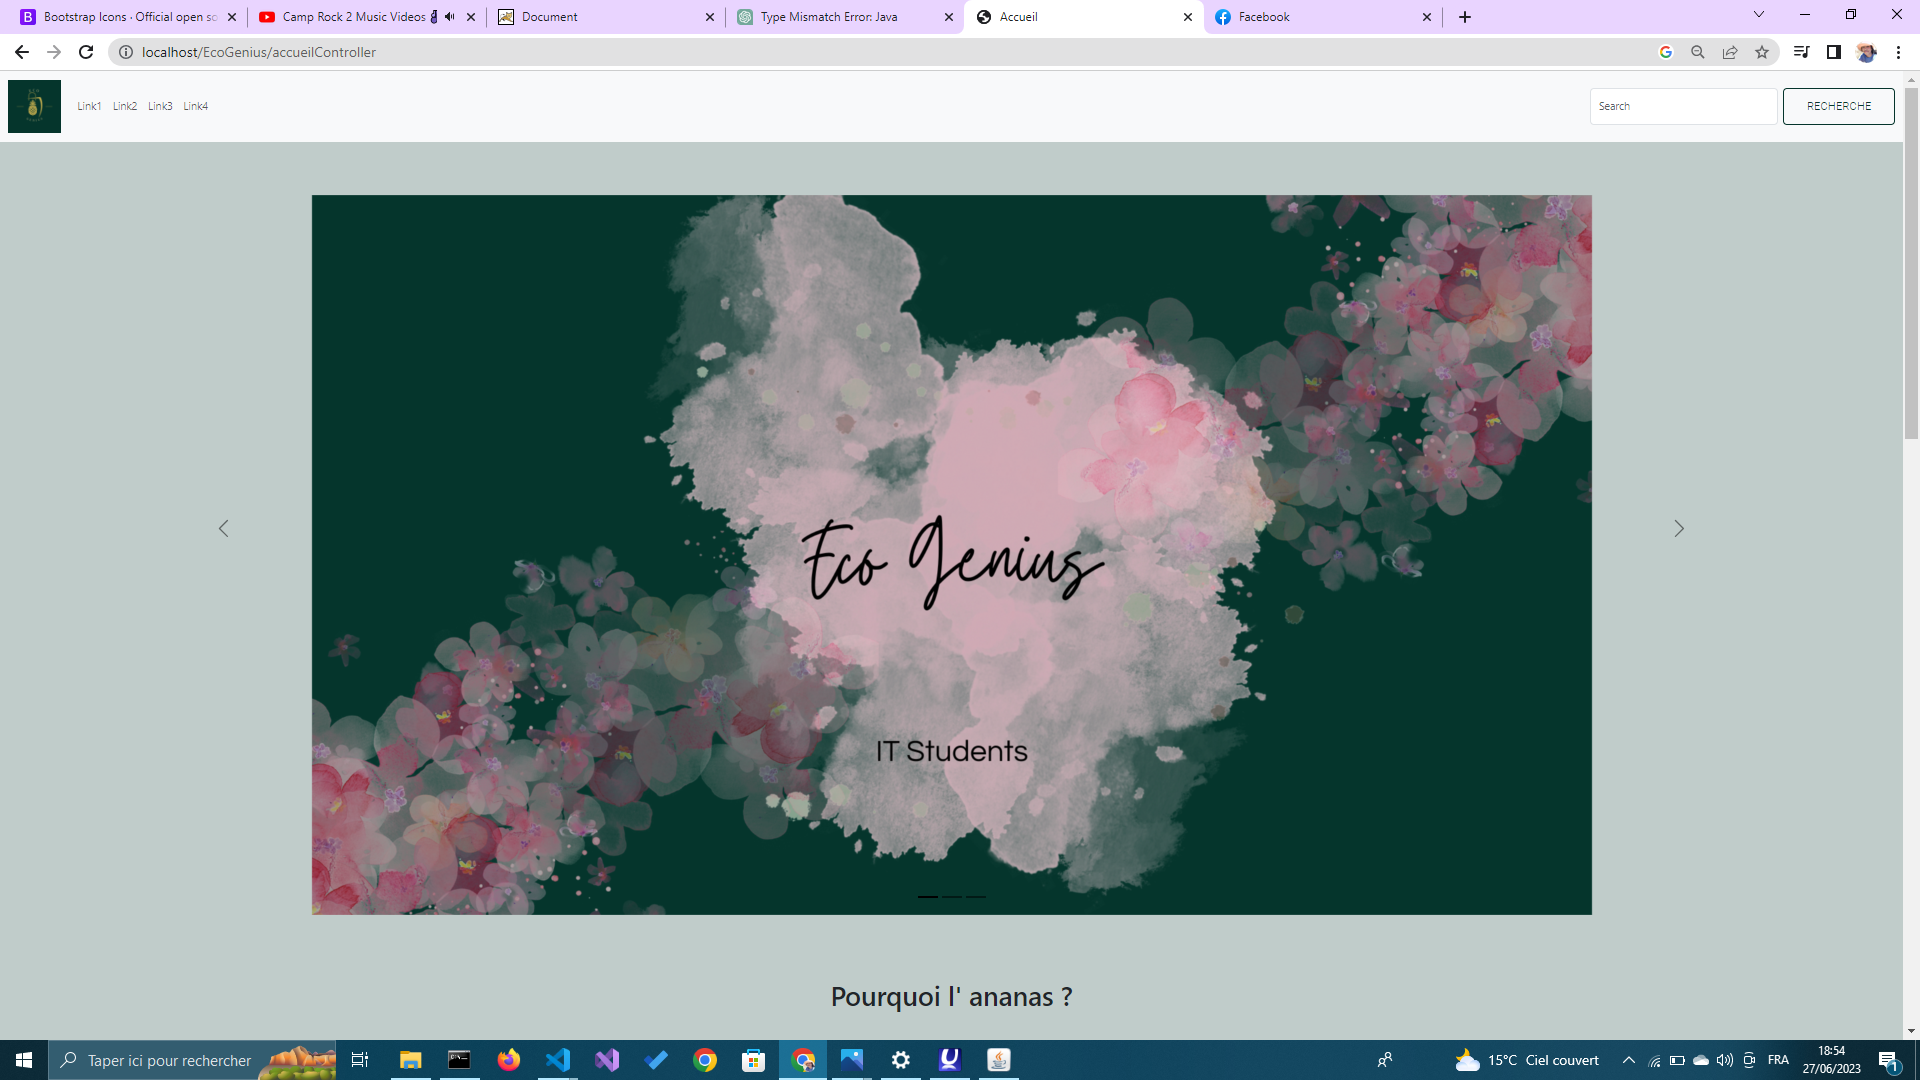 Bootstrap Icons · Official open so
Camp Rock 2 Music Videos
Document
Type Mismatch Error: Java
Accueil
Facebook
localhost/EcoGenius/accueilController
Link1 Link2 Link3 Link4
Search
RECHERCHE
Eco Genius
IT Students
Pourquoi l' ananas ?
Taper ici pour rechercher
15°C Ciel couvert
FRA
18:54
27/06/2023
1